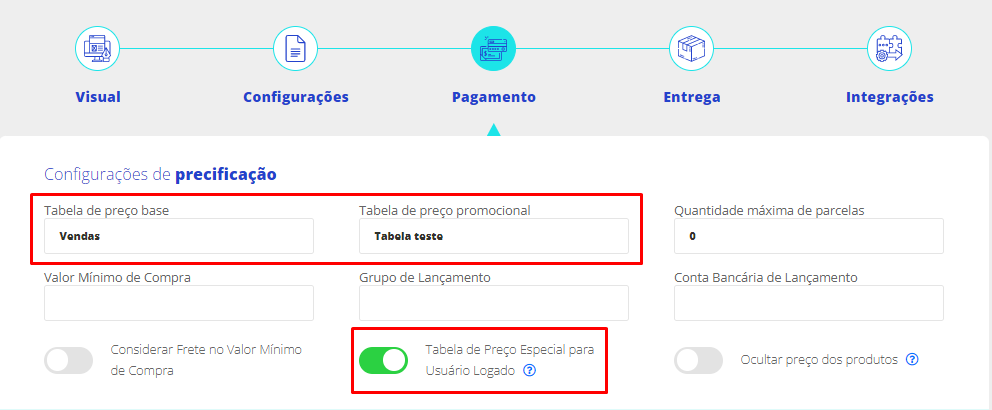 Visual
Configurações
Pagamento
Entrega
Integrações
Configurações de precificação
Tabela de preço base
Tabela de preço promocional
Quantidade máxima de parcelas
Vendas
Tabela teste
0
Valor Mínimo de Compra
Grupo de Lançamento
Conta Bancária de Lançamento
Considerar Frete no Valor Mínimo
de Compra
Tabela de Preço Especial para
Usuário Logado ?
Ocultar preço dos produtos ?